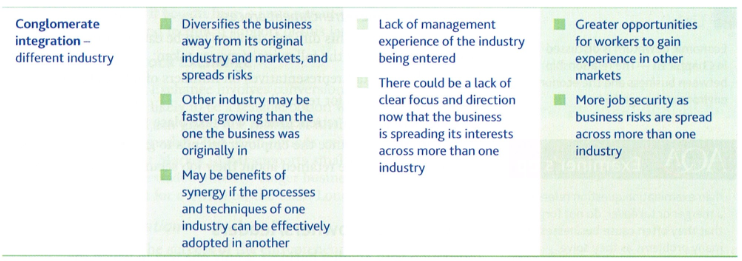 Conglomerate
integration –
different industry
Diversifies the business
away from its original
industry and markets, and
spreads risks
Other industry may be
faster growing than the
one the business was
originally in
May be benefits of
synergy if the processes
and techniques of one
industry can be effectively
adopted in another
Lack of management
experience of the industry
being entered
There could be a lack of
clear focus and direction
now that the business
is spreading its interests
across more than one
industry
Greater opportunities
for workers to gain
experience in other
markets
More job security as
business risks are spread
across more than one
industry